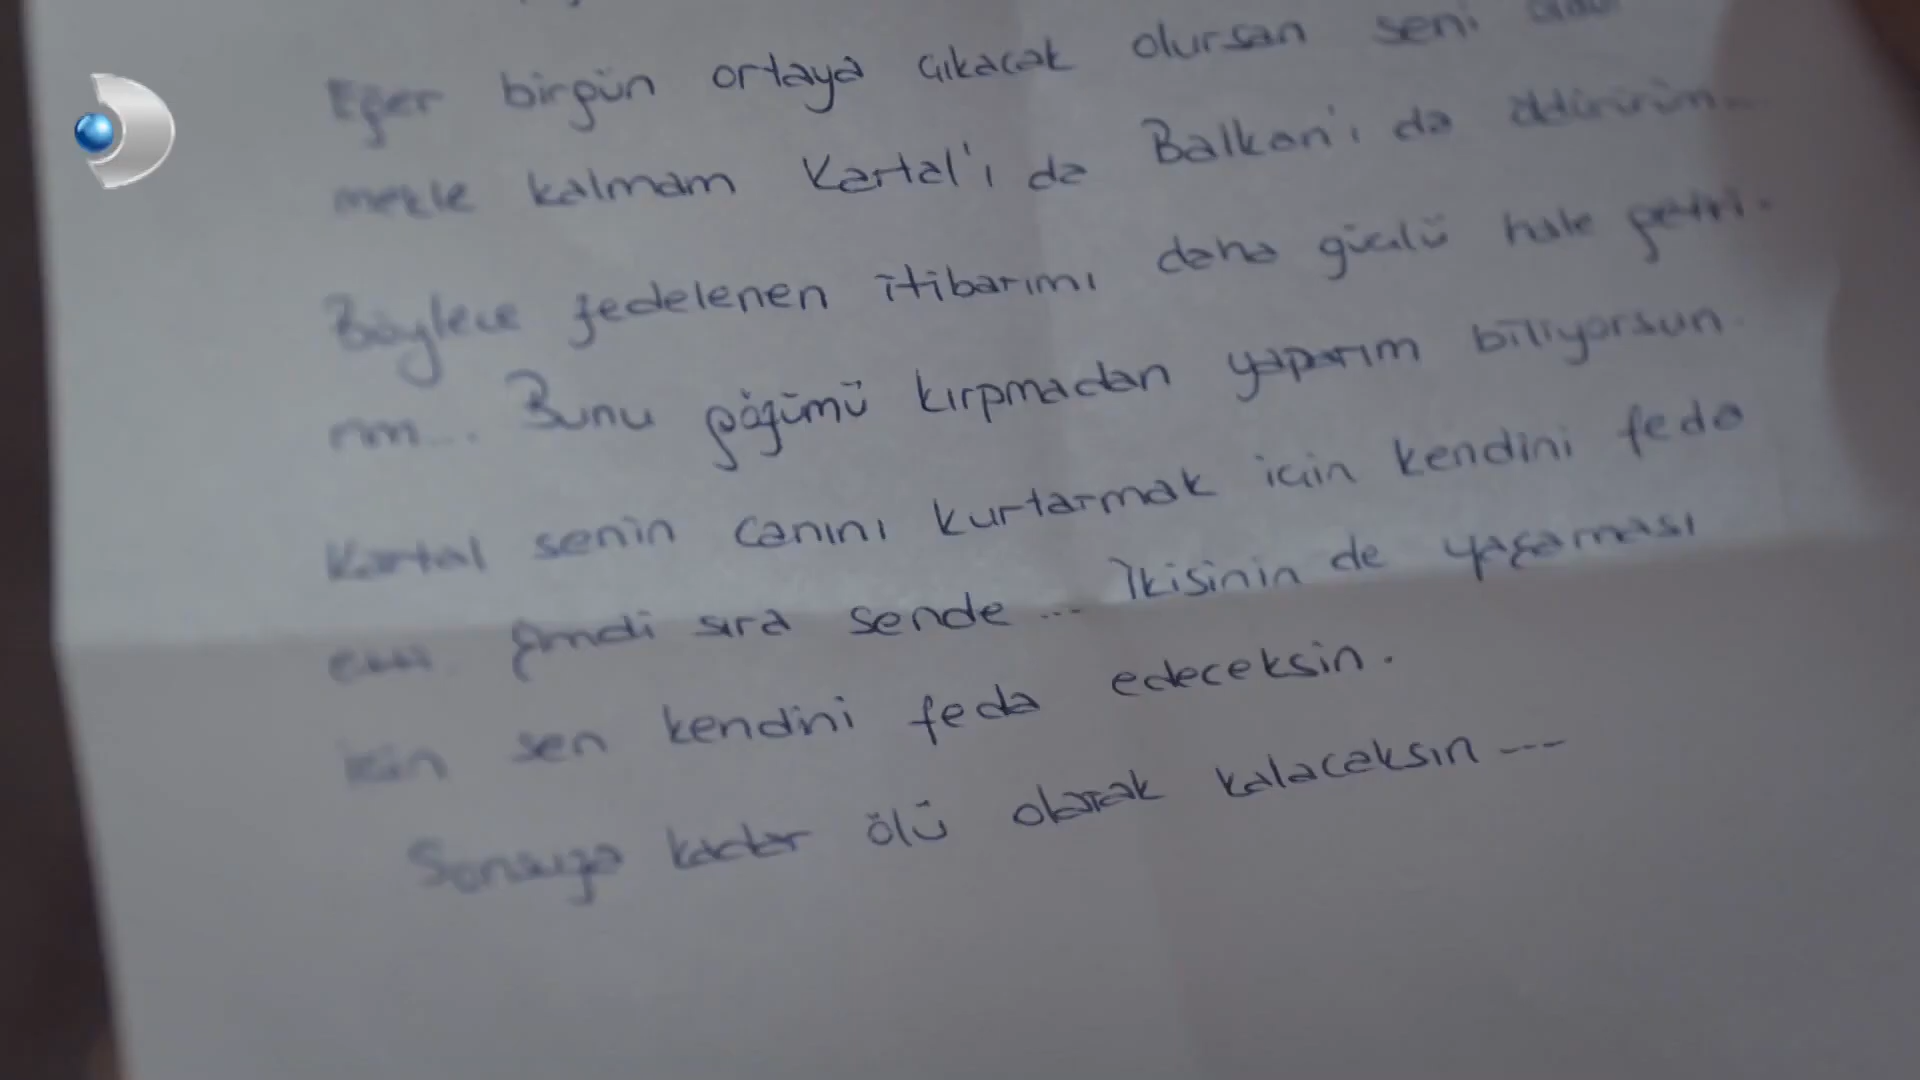 Eğer birgün ortaya çıkacak olursan seni
mekle kalmam Kartal'ı da Balkan'ı da öldürürüm...
Böylece zedelenen itibarımı daha güçlü hale getiri-
rim... Bunu gözümü kırpmadan yaparım biliyorsun
Kartal senin canını kurtarmak için kendini feda
etti şimdi sıra sende... İkisinin de yaşaması
için sen kendini feda edeceksin.
Sonsuza kadar ölü olarak kalacaksın ---